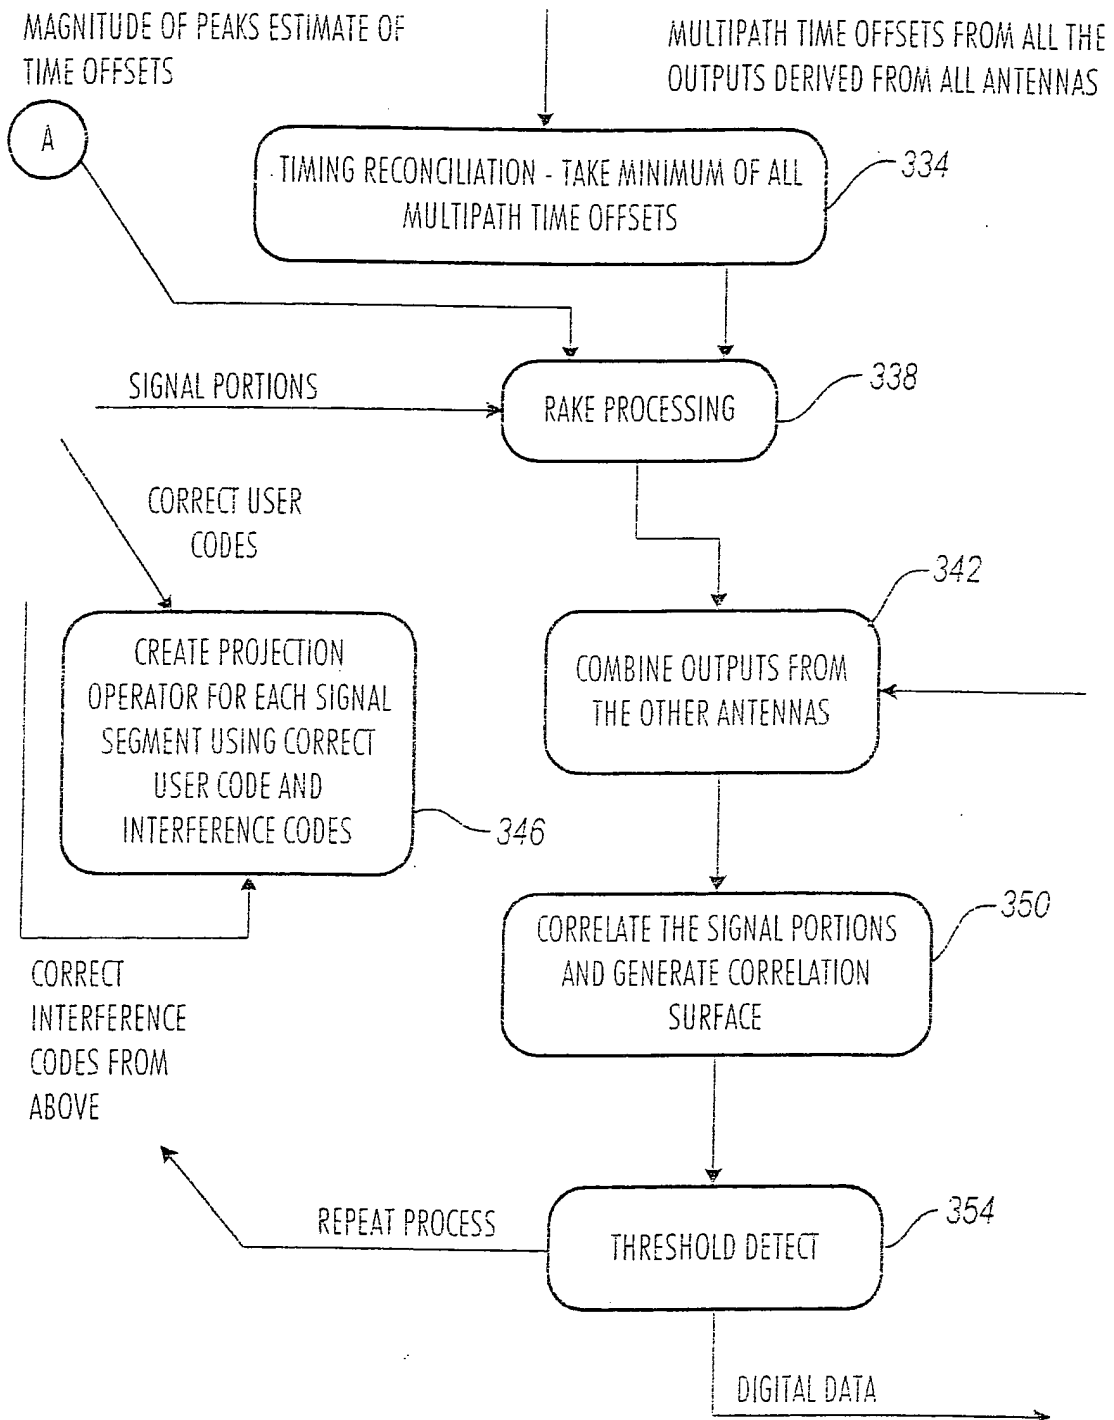 MAGNITUDE OF PEAKS ESTIMATE OF
TIME OFFSETS
MULTIPATH TIME OFFSETS FROM ALL THE
OUTPUTS DERIVED FROM ALL ANTENNAS
A
TIMING RECONCILIATION - TAKE MINIMUM OF ALL
MULTIPATH TIME OFFSETS
334
SIGNAL PORTIONS
RAKE PROCESSING
338
CORRECT USER
CODES
342
COMBINE OUTPUTS FROM
THE OTHER ANTENNAS
CREATE PROJECTION
OPERATOR FOR EACH SIGNAL
SEGMENT USING CORRECT
USER CODE AND
INTERFERENCE CODES
346
CORRELATE THE SIGNAL PORTIONS
AND GENERATE CORRELATION
SURFACE
350
CORRECT
INTERFERENCE
CODES FROM
ABOVE
REPEAT PROCESS
THRESHOLD DETECT
354
DIGITAL DATA